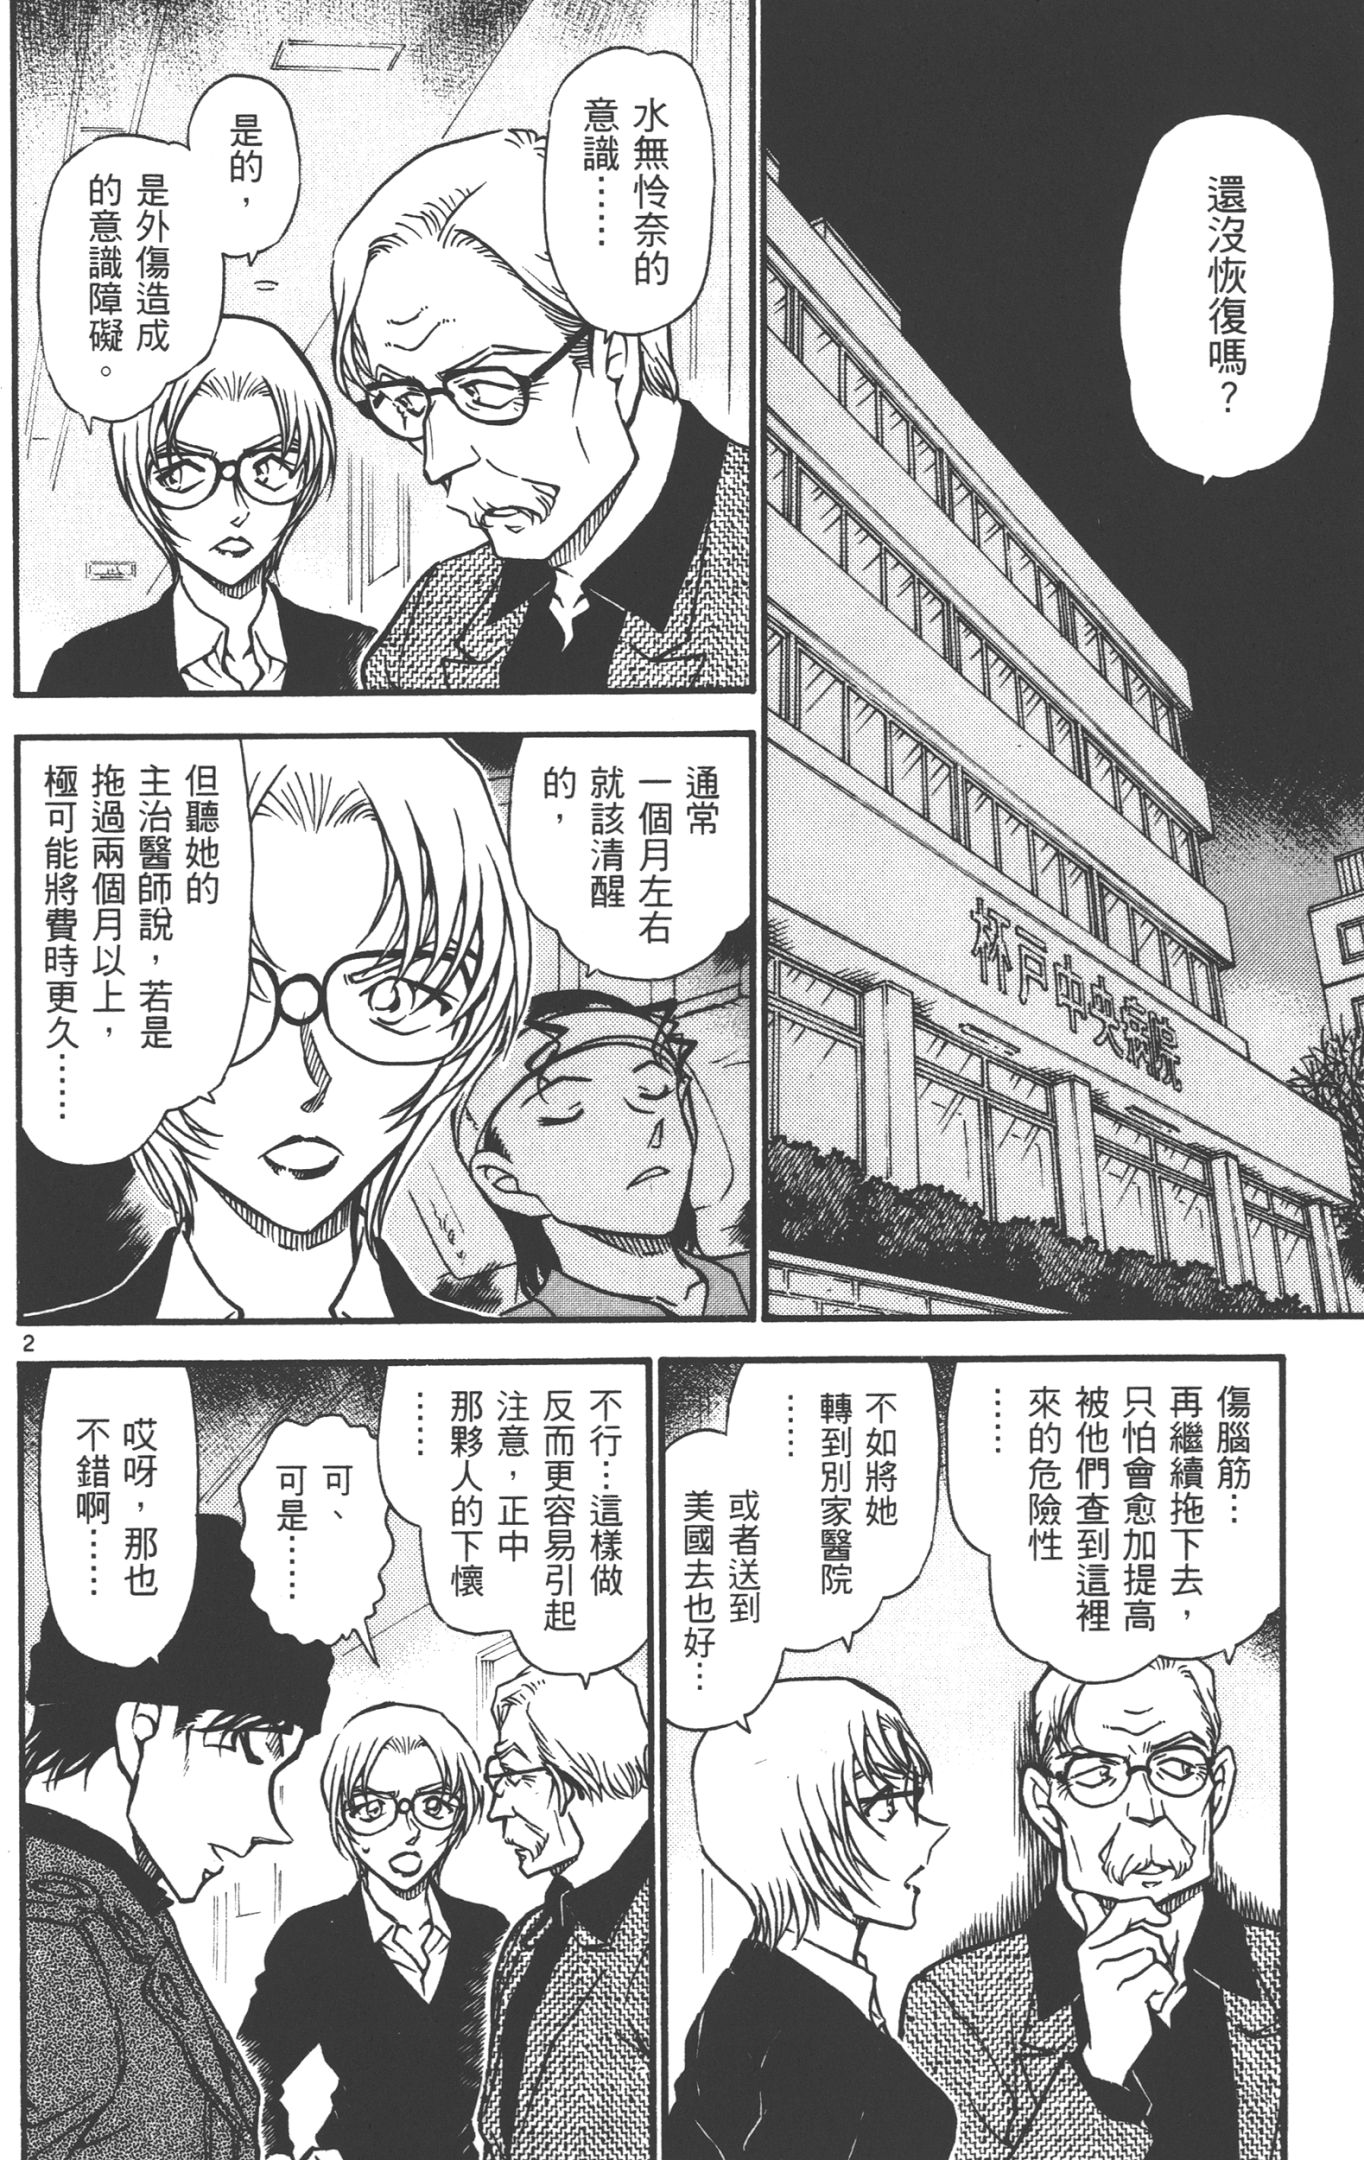 還沒恢復嗎？
杯戸中央病院
水無怜奈的
意識……
是的，
是外傷造成
的意識障礙。
通常
一個月左右
就該清醒
的，
但聽她的
主治醫師說，若是
拖過兩個月以上，
極可能將費時更久……
2
傷腦筋…
再繼續拖下去，
只怕會愈加提高
被他們查到這裡
來的危險性
……
不如將她
轉到別家醫院
……
或者送到
美國去也好…
不行…這樣做
反而更容易引起
注意，正中
那夥人的下懷
……
可、
可是……
哎呀，那也
不錯啊……